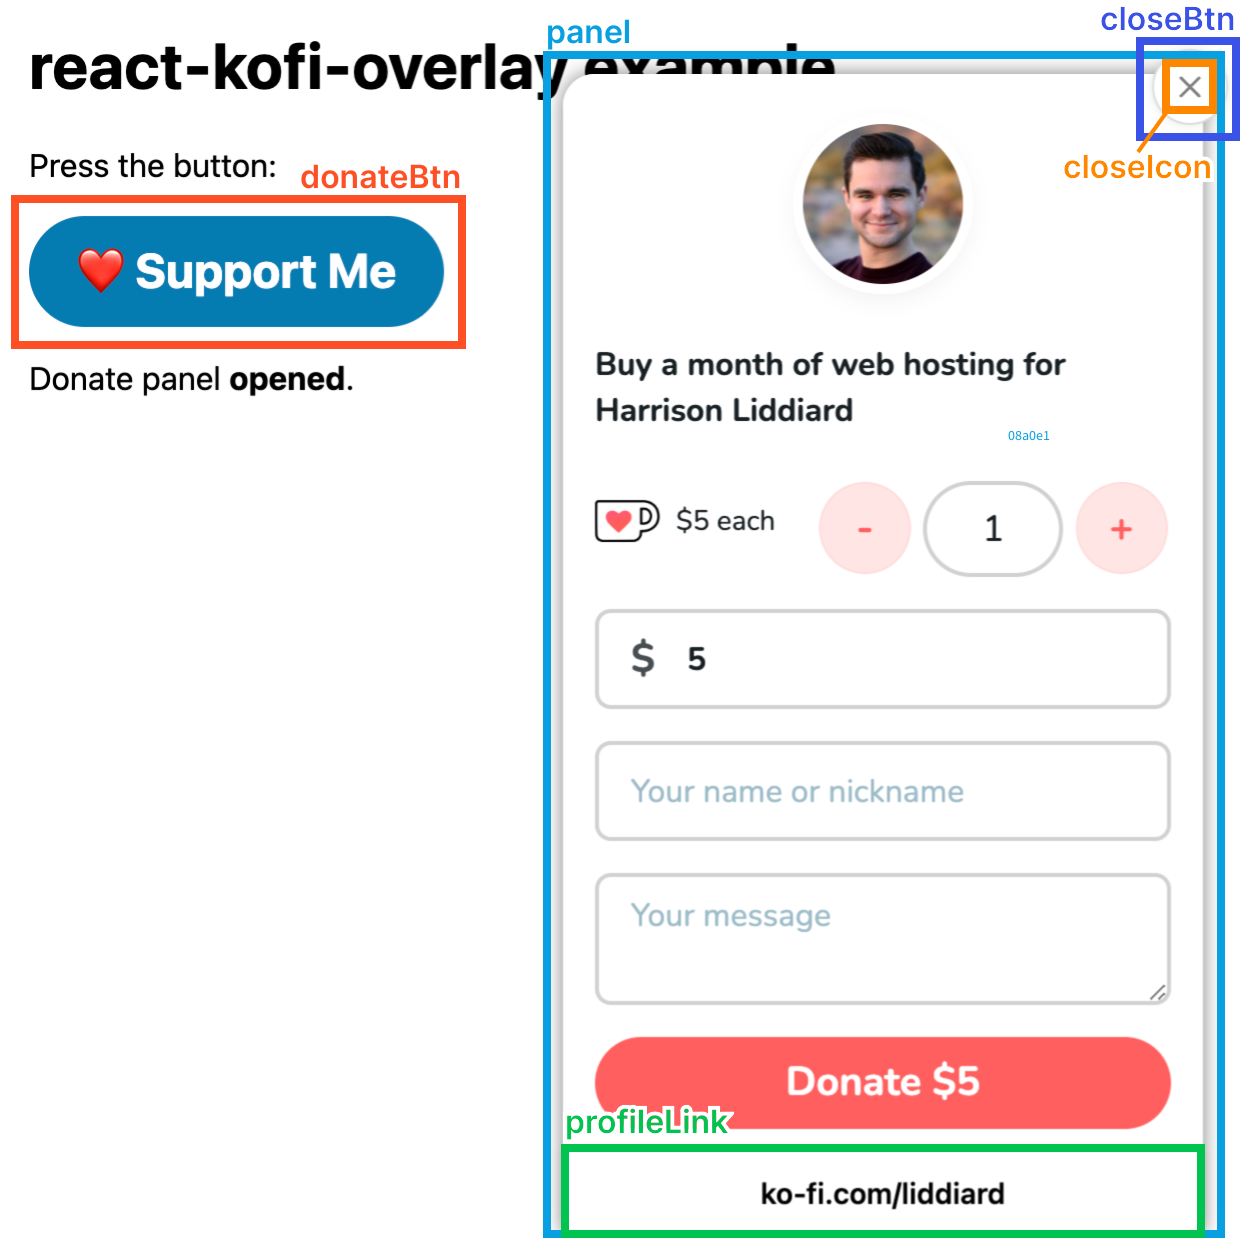 react-kofi-overlay example
Press the button:
donateBtn
❤️ Support Me
Donate panel opened.
panel
closeBtn
closeIcon
Buy a month of web hosting for
Harrison Liddiard
08a0e1
$5 each
-
1
+
$ 5
Your name or nickname
Your message
Donate $5
profileLink
ko-fi.com/liddiard